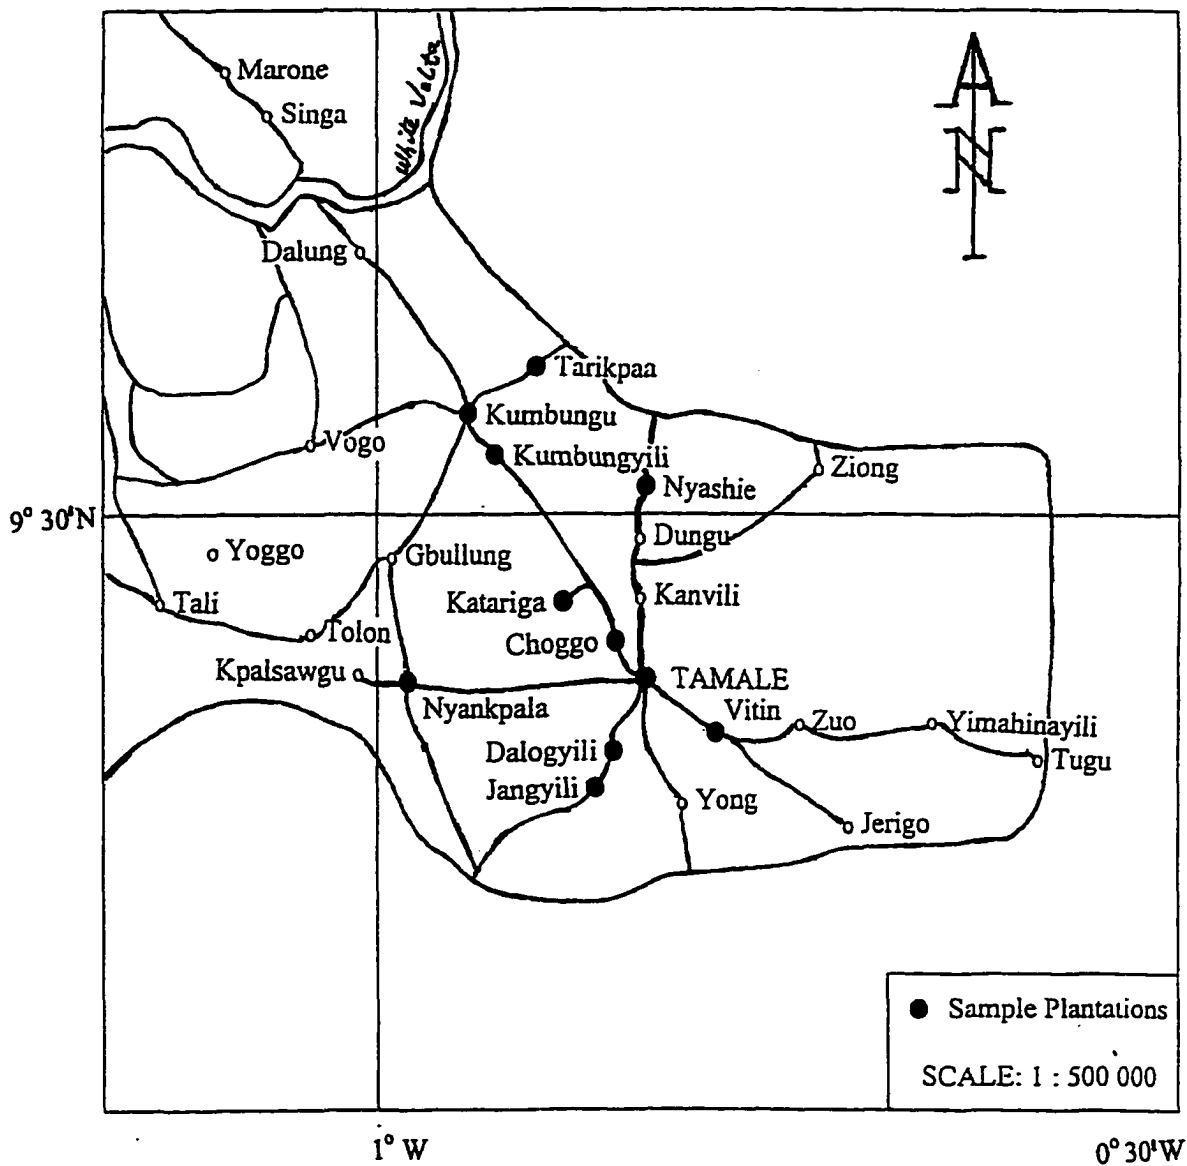 Marone
Singa
White Volta
N
Dalung
Tarikpaa
Kumbungu
Vogo
Kumbungyili
Ziong
Nyashie
9° 30'N
Dungu
Yoggo
Gbullung
Katariga
Kanvili
Tali
Tolon
Choggo
Kpalsawgu
TAMALE
Nyankpala
Vitin
Zuo
Yimahinayili
Dalogyili
Tugu
Jangyili
Yong
Jerigo
Sample Plantations
SCALE: 1 : 500 000
1° W
0° 30'W